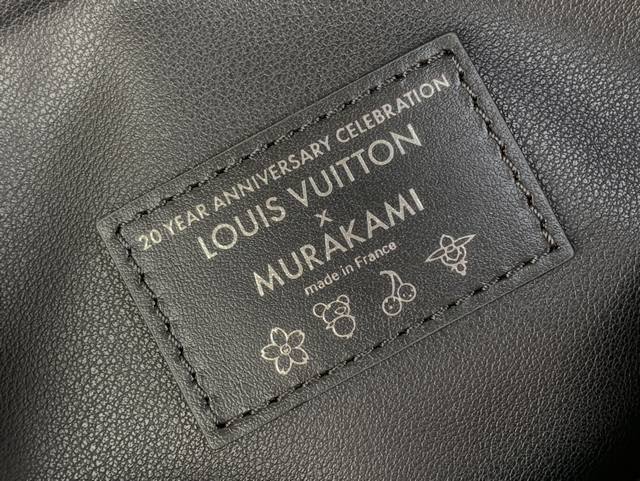 20 YEAR ANNIVERSARY CELEBRATION
LOUIS VUITTON
×
MURAKAMI
made in France